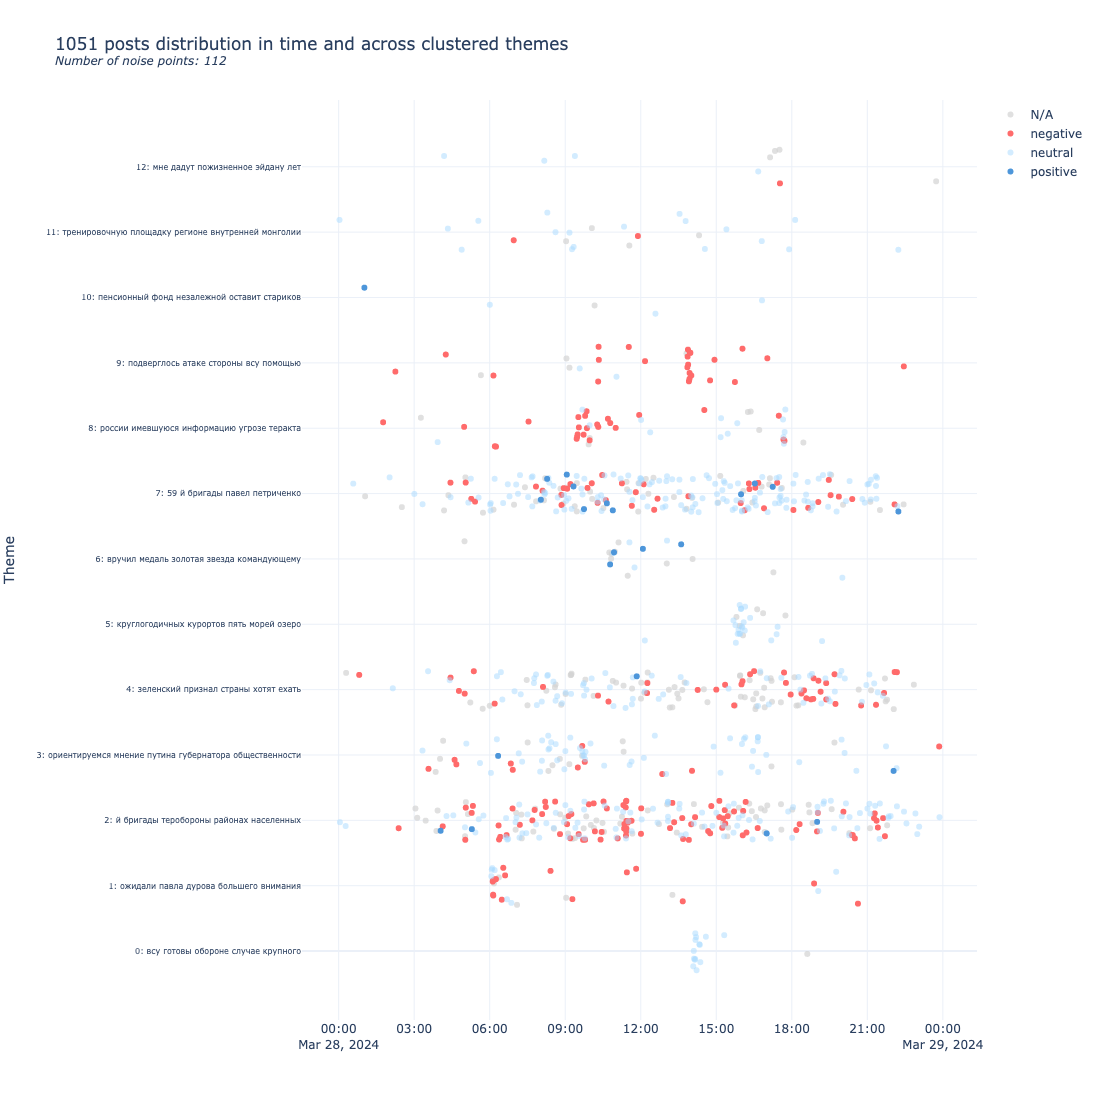 1051 posts distribution in time and across clustered themes
Number of noise points: 112
N/A
negative
neutral
positive
Theme
12: мне дадут пожизненное эйдану лет
11: тренировочную площадку регионе внутренней монголии
10: пенсионный фонд незалежной оставит стариков
9: подверглось атаке стороны всу помощью
8: россии имевшуюся информацию угрозе теракта
7: 59 й бригады павел петриченко
6: вручил медаль золотая звезда командующему
5: круглогодичных курортов пять морей озеро
4: зеленский признал страны хотят ехать
3: ориентируемся мнение путина губернатора общественности
2: й бригады теробороны районах населенных
1: ожидали павла дурова большего внимания
0: всу готовы обороне случае крупного
00:00 03:00 06:00 09:00 12:00 15:00 18:00 21:00 00:00
Mar 28, 2024 Mar 29, 2024